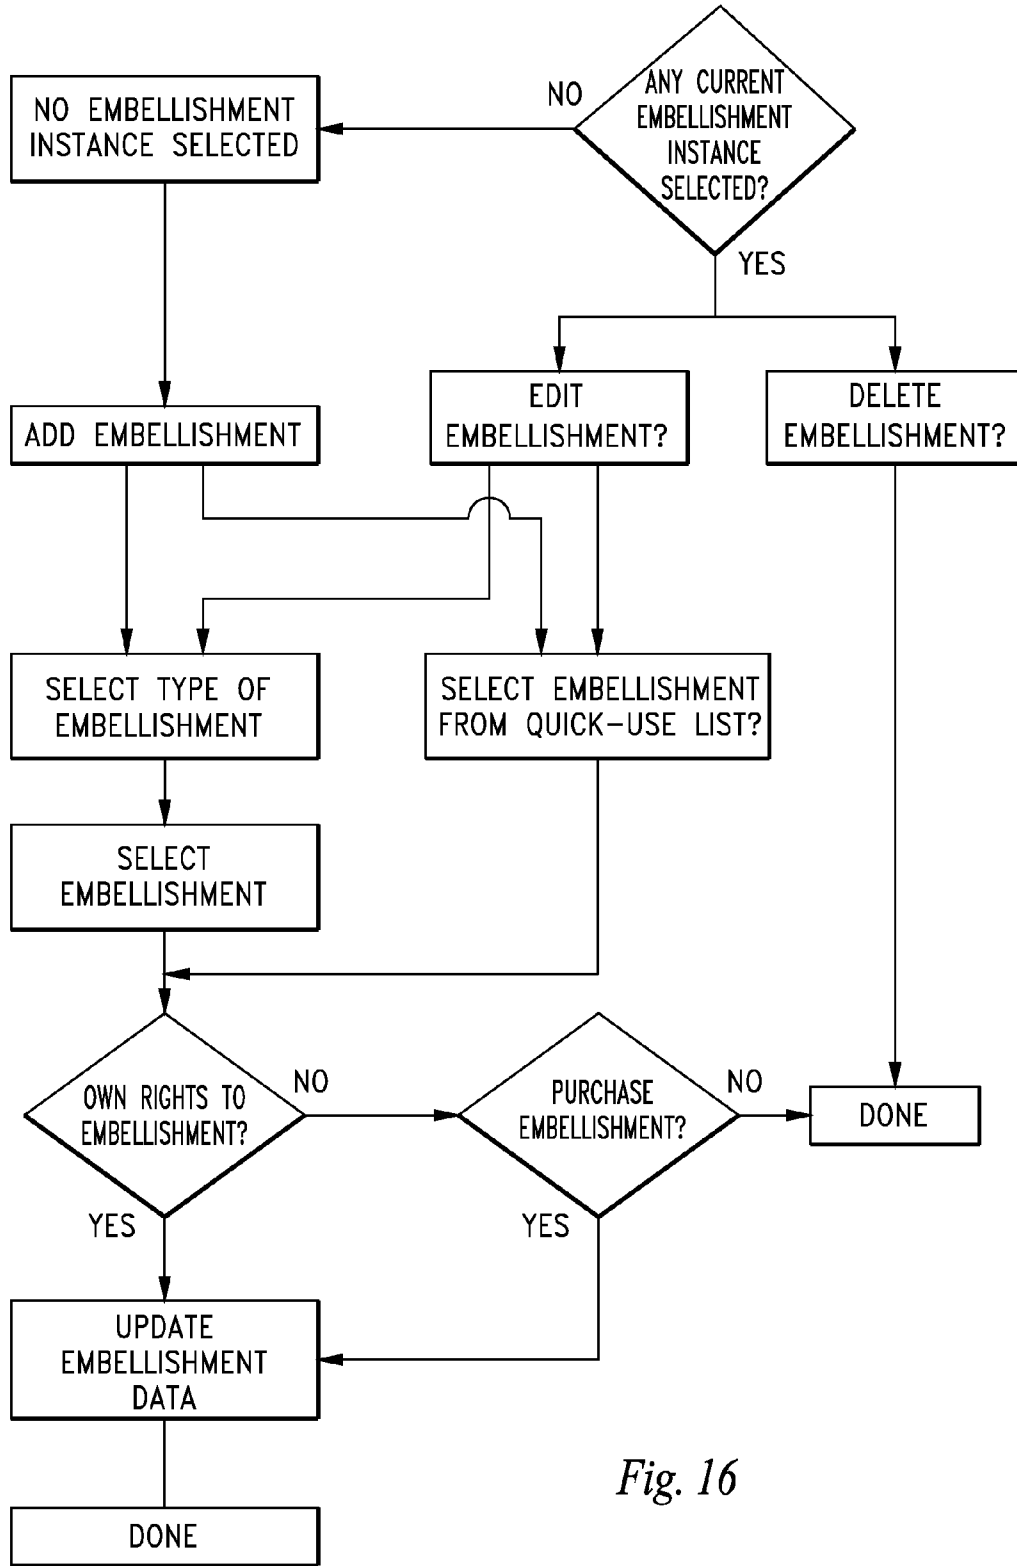 ANY CURRENT
EMBELLISHMENT
INSTANCE
SELECTED?
NO
NO EMBELLISHMENT
INSTANCE SELECTED
YES
ADD EMBELLISHMENT
EDIT
EMBELLISHMENT?
DELETE
EMBELLISHMENT?
SELECT TYPE OF
EMBELLISHMENT
SELECT EMBELLISHMENT
FROM QUICK-USE LIST?
SELECT
EMBELLISHMENT
OWN RIGHTS TO
EMBELLISHMENT?
NO
PURCHASE
EMBELLISHMENT?
NO
DONE
YES
YES
UPDATE
EMBELLISHMENT
DATA
DONE
Fig. 16